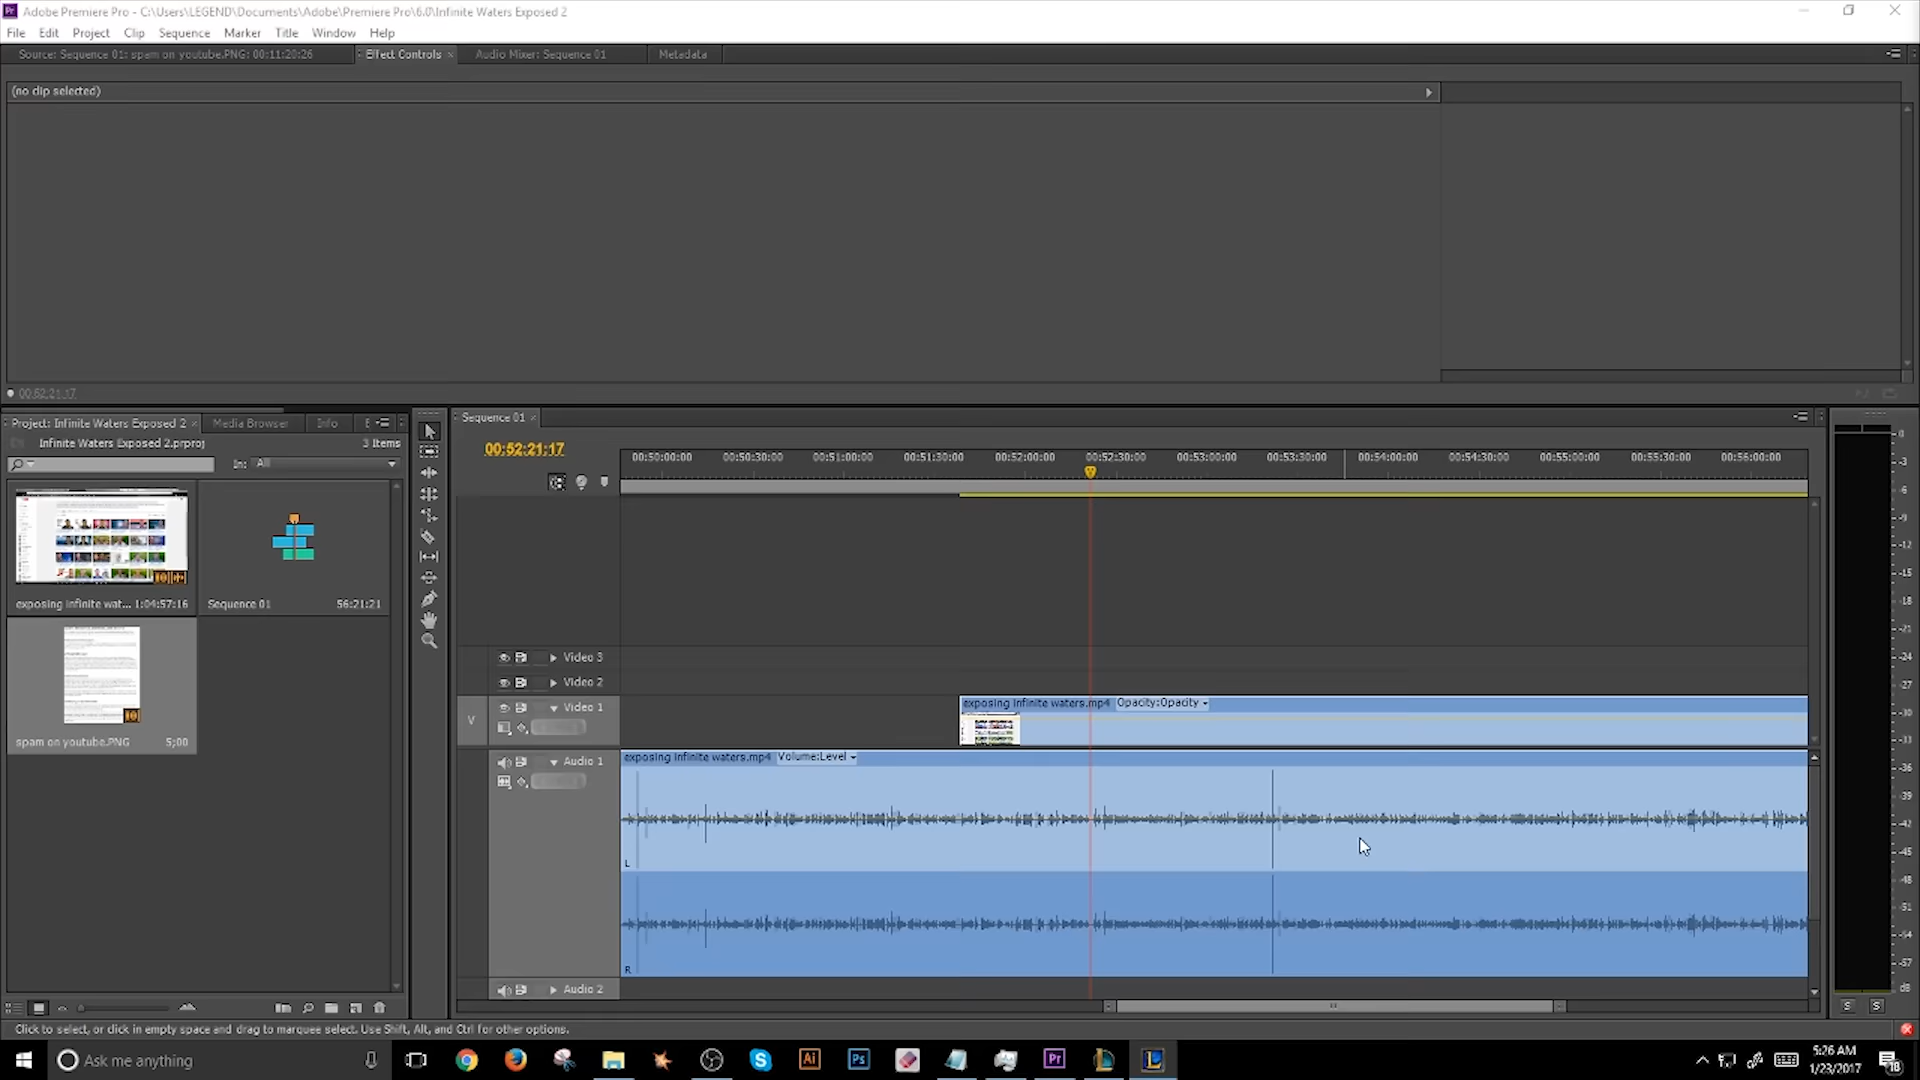 Adobe Premiere Pro - C:\Users\LEGEND\Documents\Adobe\Premiere Pro\6.0\Infinite Waters Exposed 2
File Edit Project Clip Sequence Marker Title Window Help
Source: Sequence 01: spam on youtube.PNG: 00:11:20:26 Effect Controls Audio Mixer: Sequence 01 Metadata
(no clip selected)
00:52:21:17
Project: Infinite Waters Exposed 2 Media Browser Info E
Infinite Waters Exposed 2.prproj 3 Items
In: All
exposing infinite wat... 1:04:57:16
Sequence 01 56:21:21
spam on youtube.PNG 5;00
Sequence 01
00:52:21:17
00:50:00:00 00:50:30:00 00:51:00:00 00:51:30:00 00:52:00:00 00:52:30:00 00:53:00:00 00:53:30:00 00:54:00:00 00:54:30:00 00:55:00:00 00:55:30:00 00:56:00:00
Video 3
Video 2
V Video 1
exposing infinite waters.mp4 Opacity:Opacity
Audio 1
exposing infinite waters.mp4 Volume:Level
L
R
Audio 2
0
-3
-6
-9
-12
-15
-18
-21
-24
-27
-30
-33
-36
-39
-42
-45
-48
-51
-54
-57
dB
S S
Click to select, or click in empty space and drag to marquee select. Use Shift, Alt, and Ctrl for other options.
Ask me anything
Ai Ps Pr L
5:26 AM
1/23/2017
18